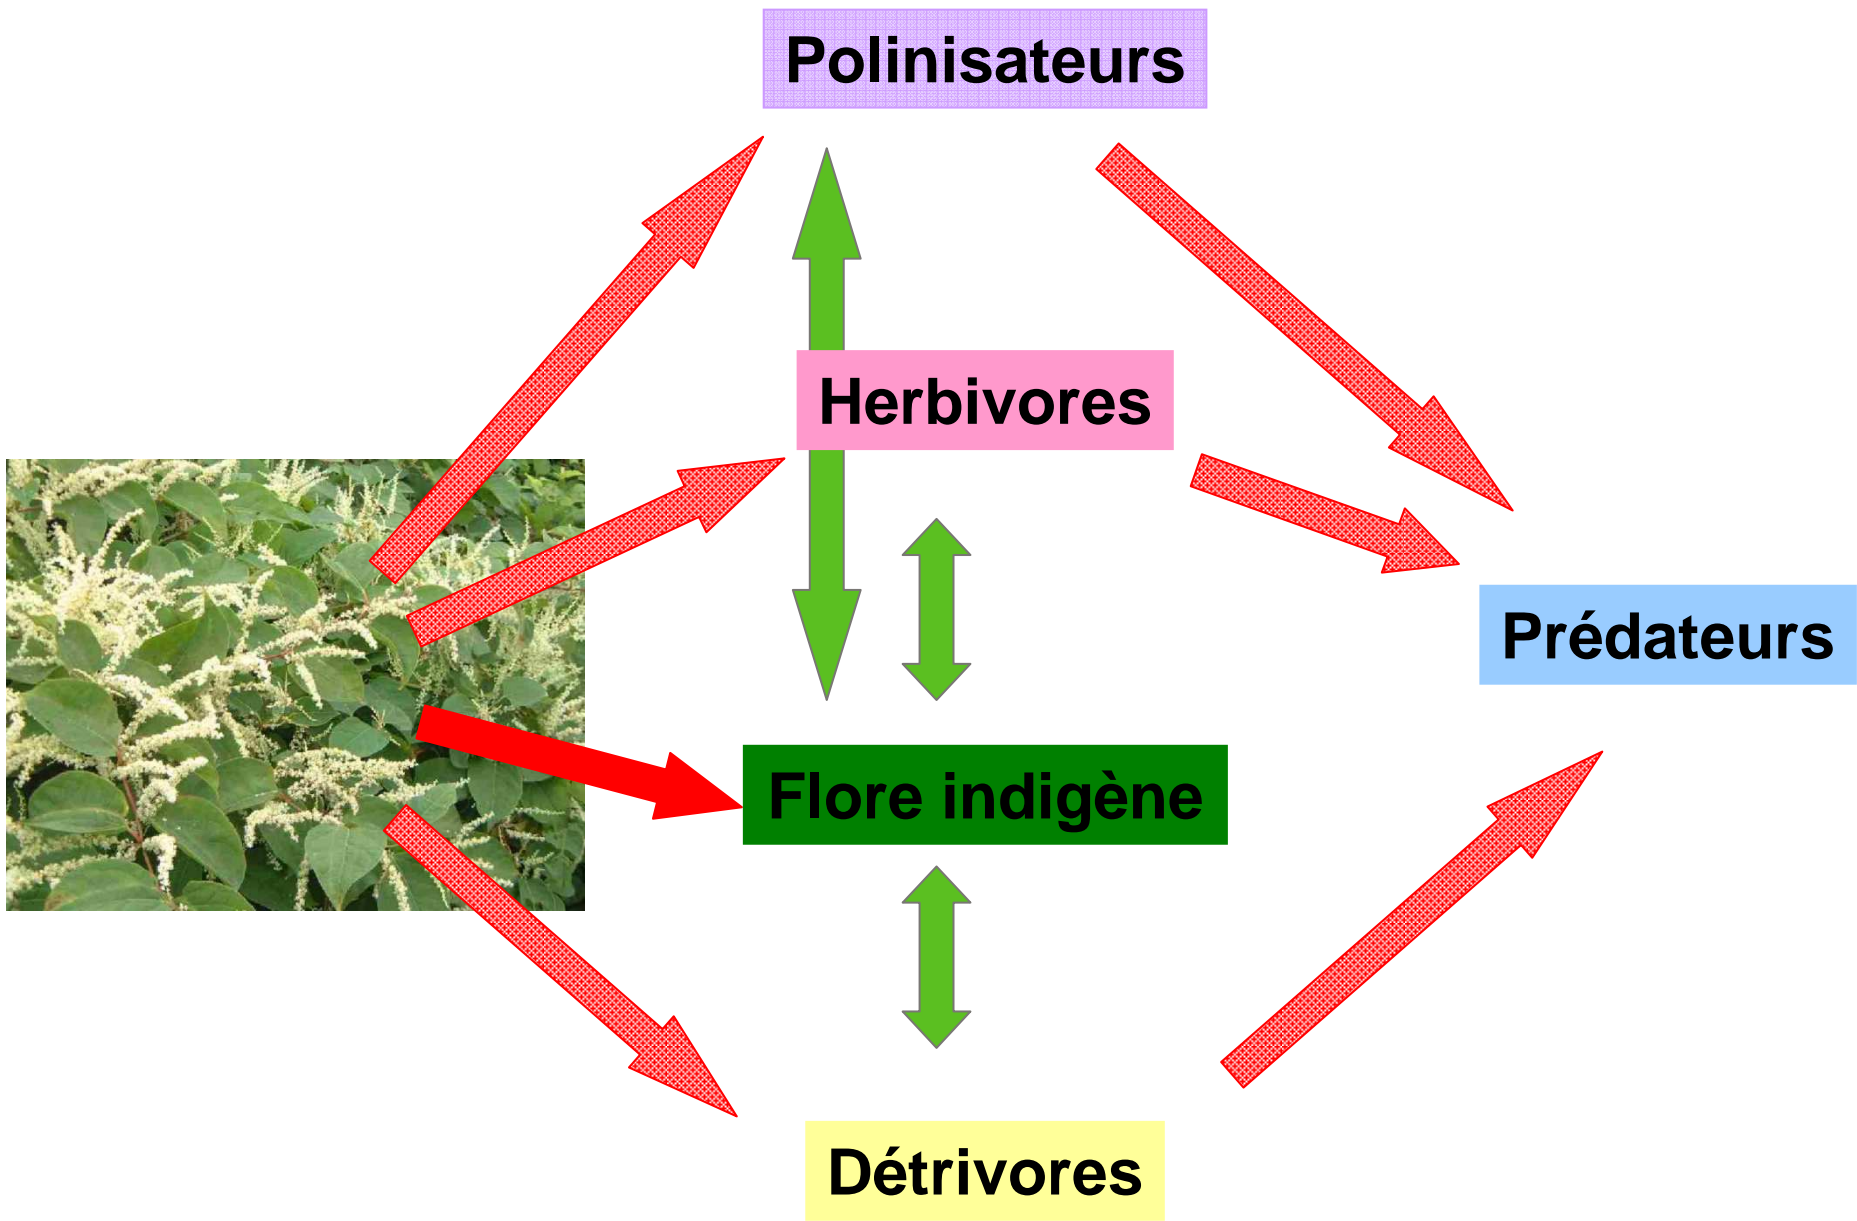 Polinisateurs
Herbivores
Prédateurs
Flore indigène
Détrivores